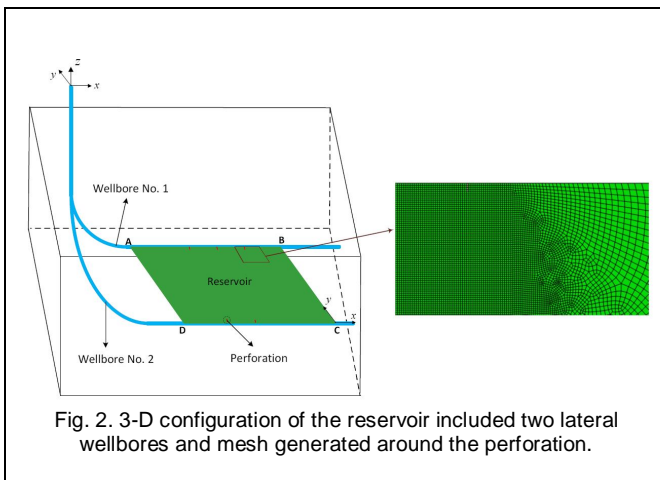 z
y
x
Wellbore No. 1
A
B
Reservoir
y
x
D
C
Wellbore No. 2
Perforation
Fig. 2. 3-D configuration of the reservoir included two lateral
wellbores and mesh generated around the perforation.